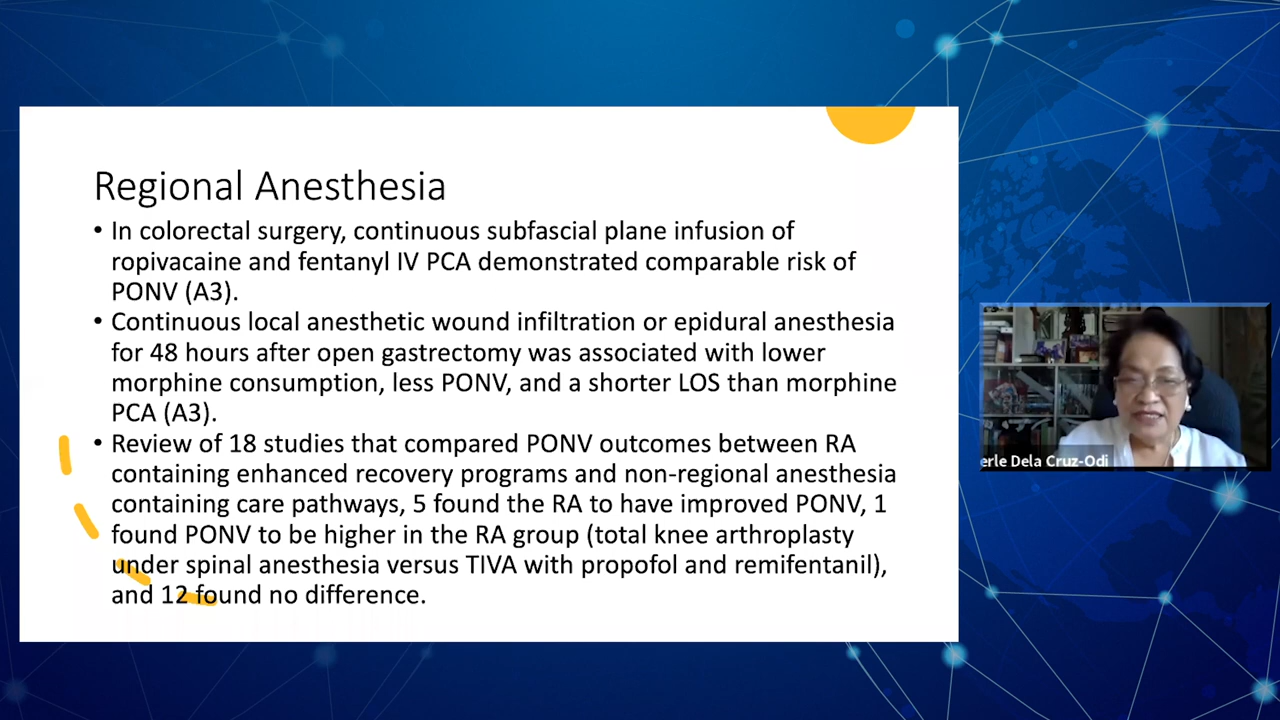 Regional Anesthesia
• In colorectal surgery, continuous subfascial plane infusion of
ropivacaine and fentanyl IV PCA demonstrated comparable risk of
PONV (A3).
• Continuous local anesthetic wound infiltration or epidural anesthesia
for 48 hours after open gastrectomy was associated with lower
morphine consumption, less PONV, and a shorter LOS than morphine
PCA (A3).
• Review of 18 studies that compared PONV outcomes between RA
containing enhanced recovery programs and non-regional anesthesia
containing care pathways, 5 found the RA to have improved PONV, 1
found PONV to be higher in the RA group (total knee arthroplasty
under spinal anesthesia versus TIVA with propofol and remifentanil),
and 12 found no difference.
erle Dela Cruz-Odi